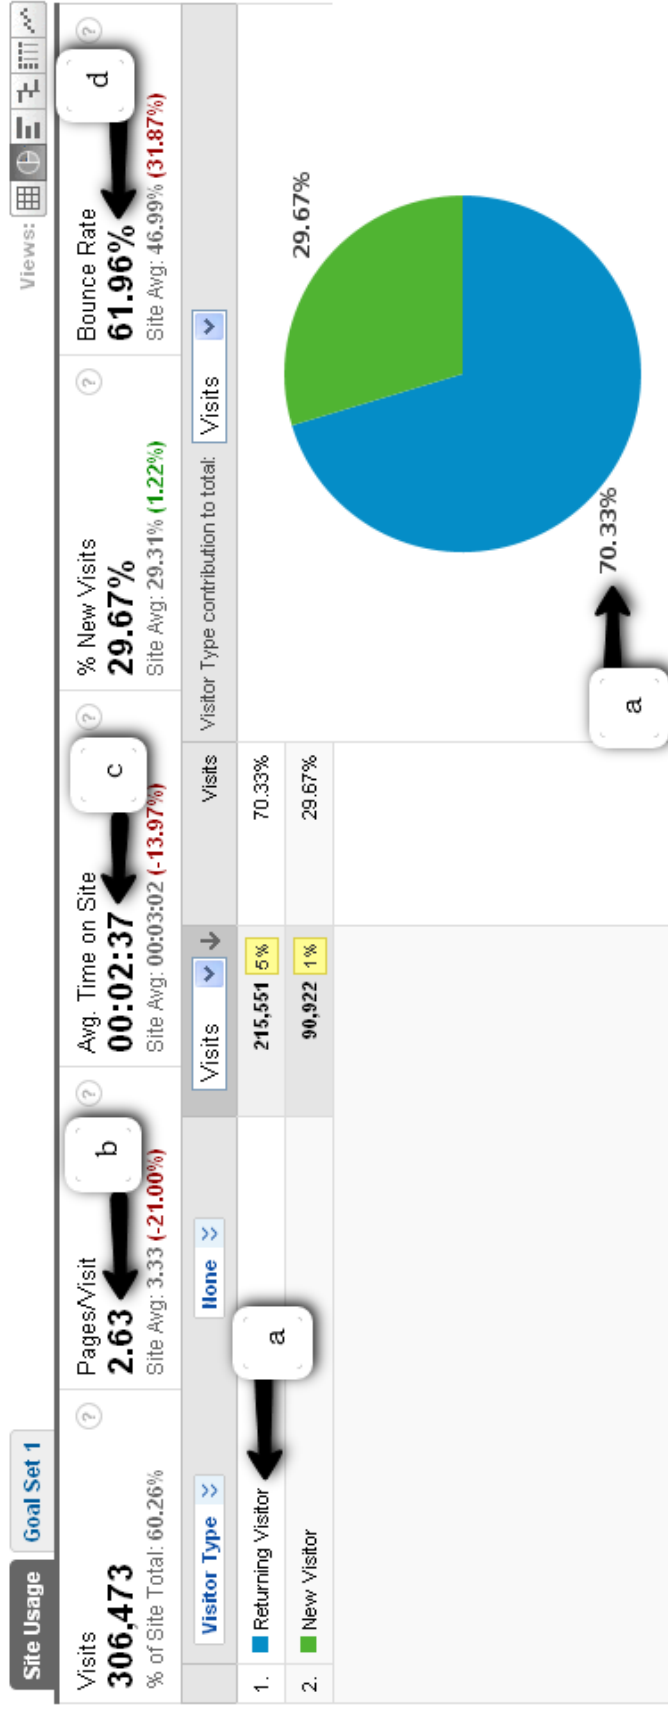 Site Usage Goal Set 1 Views:
Visits ? Pages/Visit ? Avg. Time on Site ? % New Visits ? Bounce Rate ?
306,473 2.63 b 00:02:37 c 29.67% 61.96% d
% of Site Total: 60.26% Site Avg: 3.33 (-21.00%) Site Avg: 00:03:02 (-13.97%) Site Avg: 29.31% (1.22%) Site Avg: 46.99% (31.87%)
Visitor Type None Visits Visits Visitor Type contribution to total: Visits
1. Returning Visitor a 215,551 5% 70.33%
2. New Visitor 90,922 1% 29.67%
29.67%
70.33%
a